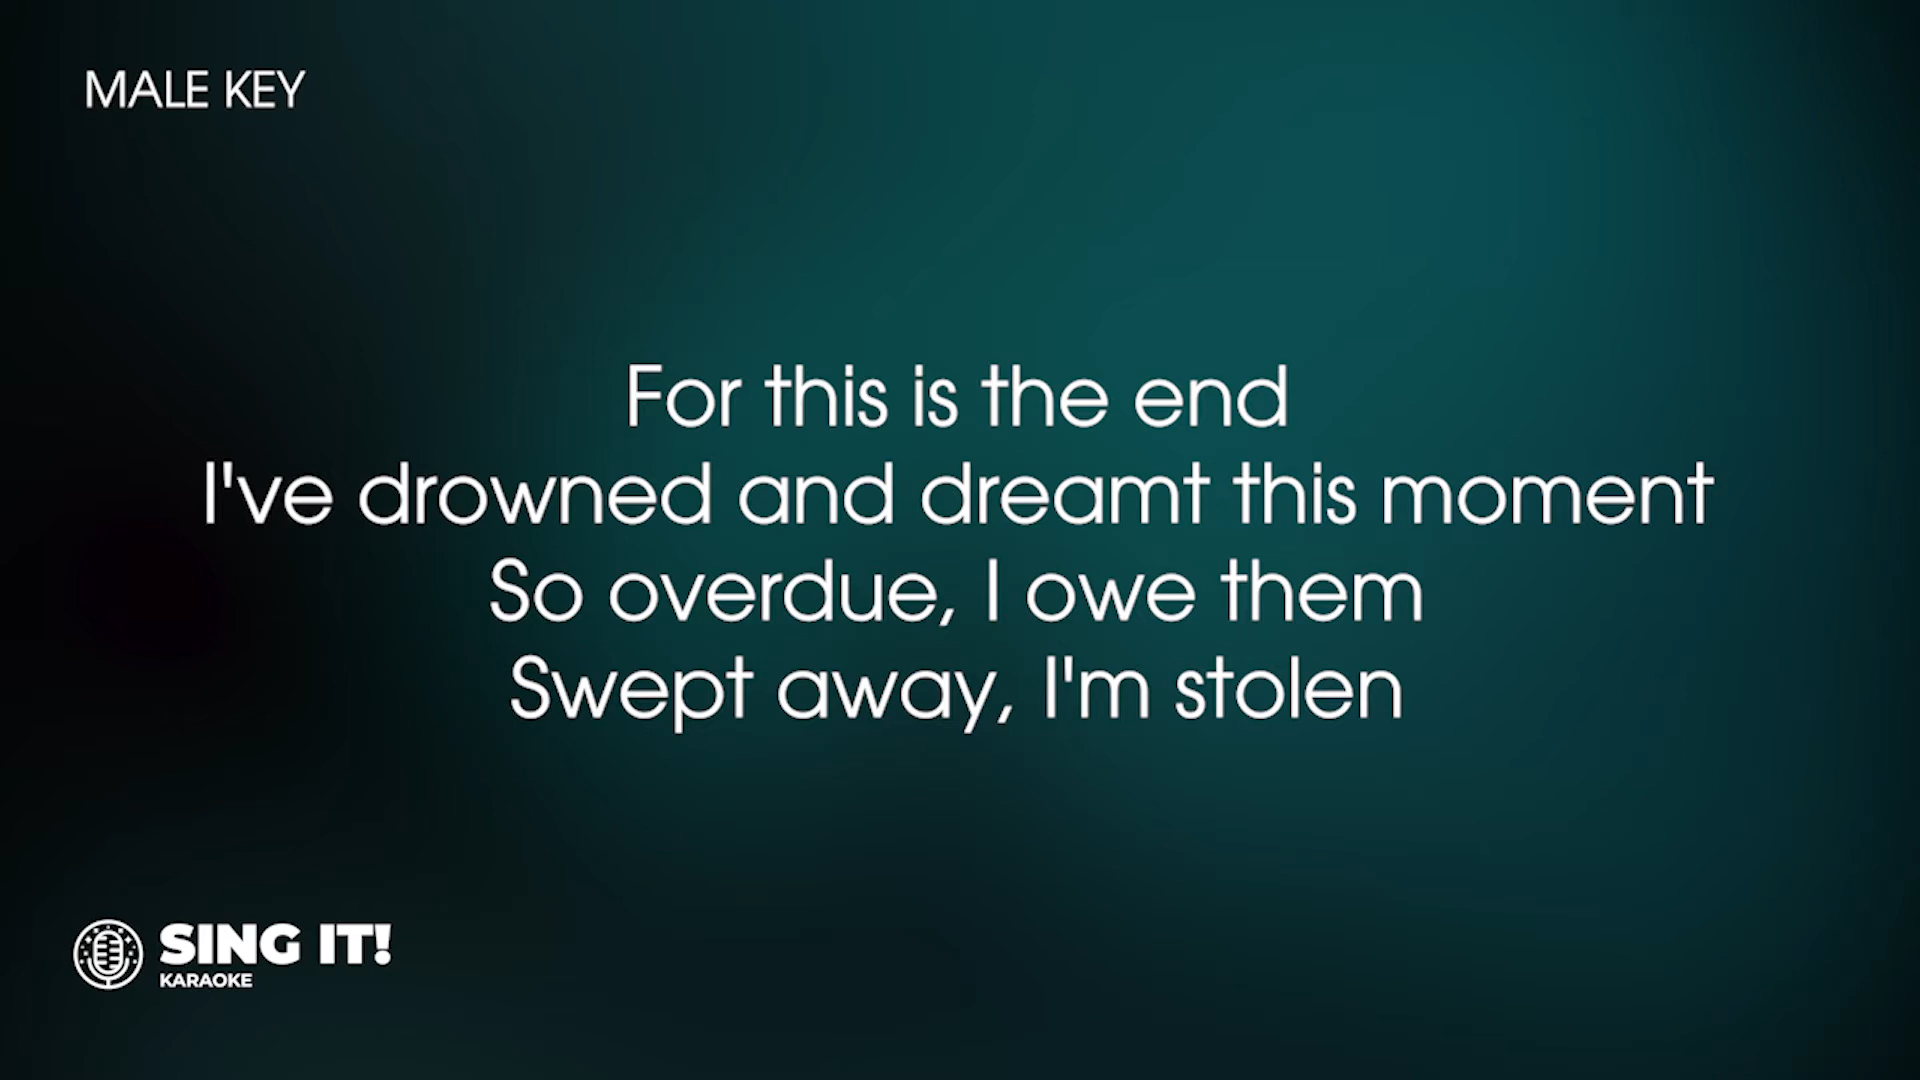 MALE KEY
For this is the end
I've drowned and dreamt this moment
So overdue, I owe them
Swept away, I'm stolen
SING IT!
KARAOKE